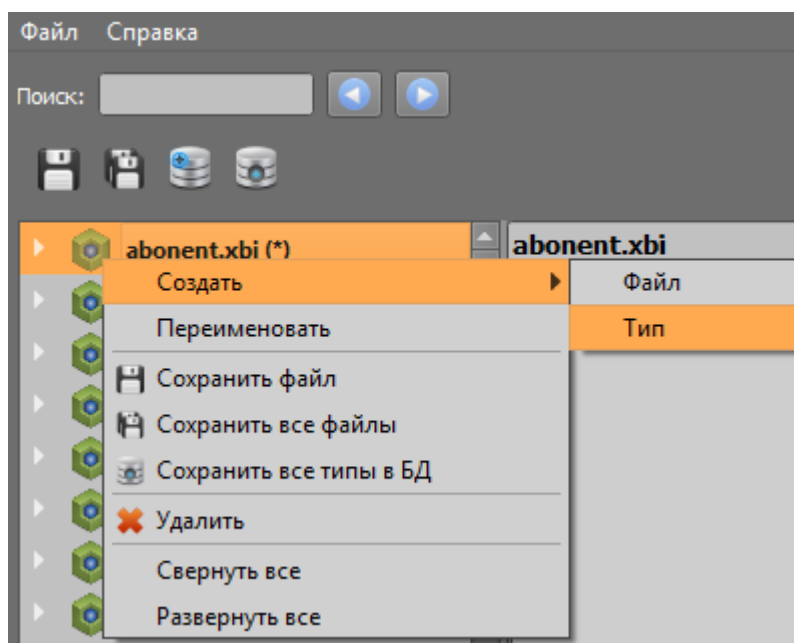 Файл Справка
Поиск:
abonent.xbi (*)
abonent.xbi
Создать
Файл
Переименовать
Тип
Сохранить файл
Сохранить все файлы
Сохранить все типы в БД
Удалить
Свернуть все
Развернуть все